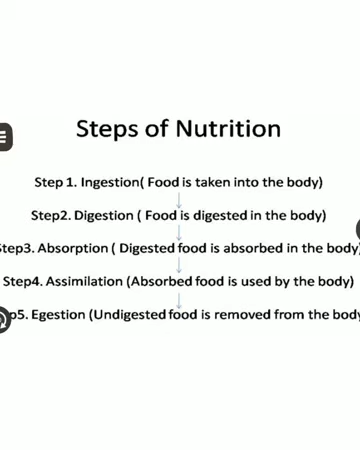 Steps of Nutrition
Step 1. Ingestion( Food is taken into the body)
Step2. Digestion ( Food is digested in the body)
Step3. Absorption ( Digested food is absorbed in the body)
Step4. Assimilation (Absorbed food is used by the body)
p5. Egestion (Undigested food is removed from the body